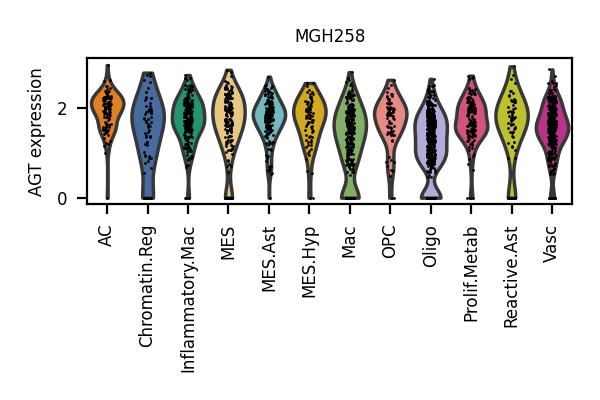 MGH258
AGT expression
2
0
AC
Chromatin.Reg
Inflammatory.Mac
MES
MES.Ast
MES.Hyp
Mac
OPC
Oligo
Prolif.Metab
Reactive.Ast
Vasc